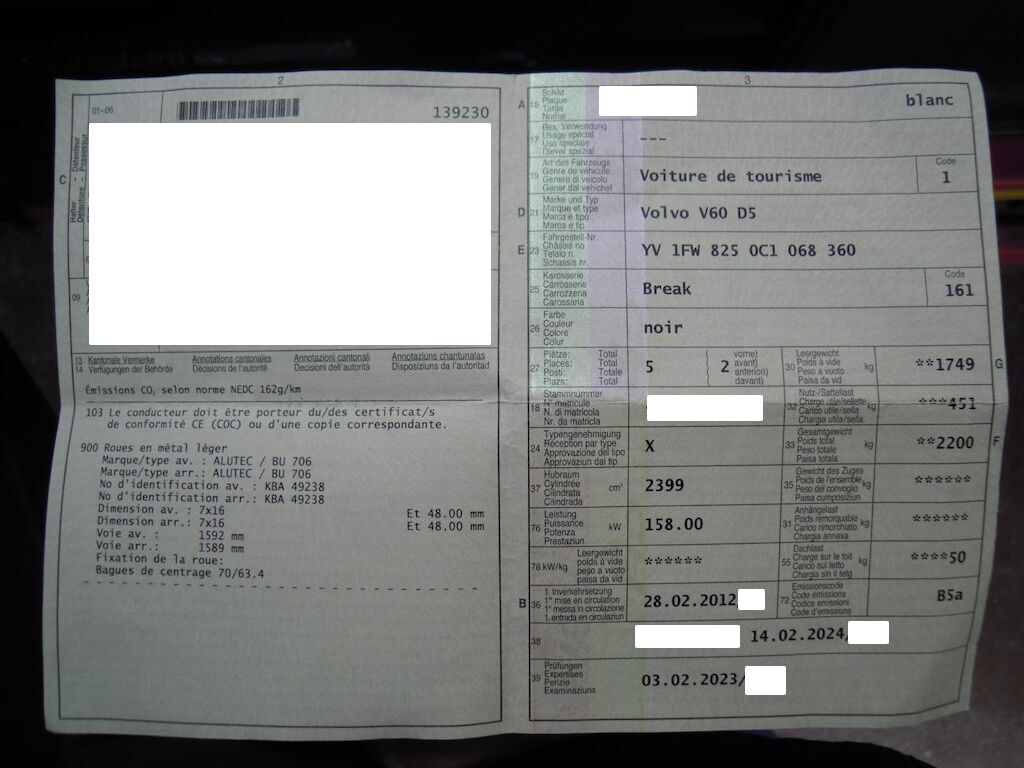 2
01-06
139230
C
Halter - Détenteur
Detentore - Possessur
09
13 Kantonale Vermerke Annotations cantonales Annotazioni cantonali Annotaziuns chantunalas
14 Verfügungen der Behörde Décisions de l'autorité Decisioni dell'autorità Disposiziuns da l'autoritad
Emissions CO₂ selon norme NEDC 162g/km
103 Le conducteur doit être porteur du/des certificat/s
de conformité CE (COC) ou d'une copie correspondante.
900 Roues en métal léger
Marque/type av. : ALUTEC / BU 706
Marque/type arr.: ALUTEC / BU 706
No d'identification av. : KBA 49238
No d'identification arr.: KBA 49238
Dimension av. : 7x16 Et 48.00 mm
Dimension arr.: 7x16 Et 48.00 mm
Voie av.: 1592 mm
Voie arr.: 1589 mm
Fixation de la roue:
Bagues de centrage 70/63.4
3
A 15 Schild
Plaque
Targa
Numer
blanc
17 Bes. Verwendung
Usage spécial
Uso speciale
Diever spezial
---
19 Art des Fahrzeugs
Genre de véhicule
Genere di veicolo
Gener dal vehichel
Voiture de tourisme
Code
1
D 21 Marke und Typ
Marque et type
Marca e tipo
Marca e tip
Volvo V60 D5
E 23 Fahrgestell-Nr.
Châssis no
Telaio n.
Schassis nr.
YV 1FW 825 0C1 068 360
25 Karosserie
Carrosserie
Carrozzeria
Carossaria
Break
Code
161
26 Farbe
Couleur
Colore
Colur
noir
27 Plätze: Total
Places: Total
Posti: Totale
Plazs: Total
5
( vorne)
( 2 avant)
( anteriori)
( davant)
30 Leergewicht
Poids à vide
Peso a vuoto
Paisa da vid
kg
**1749
G
18 Stammnummer
N° matricule
N. di matricola
Nr. da matricla
32 Nutz-/Sattellast
Charge utile/sellette
Carico utile/sella
Chargia utila/sella
kg
***451
24 Typengenehmigung
Réception par type
Approvazione del tipo
Approvaziun dal tip
X
33 Gesamtgewicht
Poids total
Peso totale
Paisa totala
kg
**2200
F
37 Hubraum
Cylindrée
Cilindrata
Cilindrada
cm³
2399
35 Gewicht des Zuges
Poids de l'ensemble
Peso del convoglio
Paisa cumposiziun
kg
******
76 Leistung
Puissance
Potenza
Prestaziun
kW
158.00
31 Anhängelast
Poids remorquable
Carico rimorchiato
Chargia annexa
kg
******
78 kW/kg
Leergewicht
poids à vide
peso a vuoto
paisa da vid
******
55 Dachlast
Charge sur le toit
Carico sul tetto
Chargia sin il tetg
kg
****50
B 36 1. Inverkehrsetzung
1re mise en circulation
1a messa in circolazione
1. entrada en circulaziun
28.02.2012
72 Emissionscode
Code émissions
Codice emissioni
Code d'emissiuns
B5a
38
14.02.2024/
39 Prüfungen
Expertises
Perizie
Examinaziuns
03.02.2023/